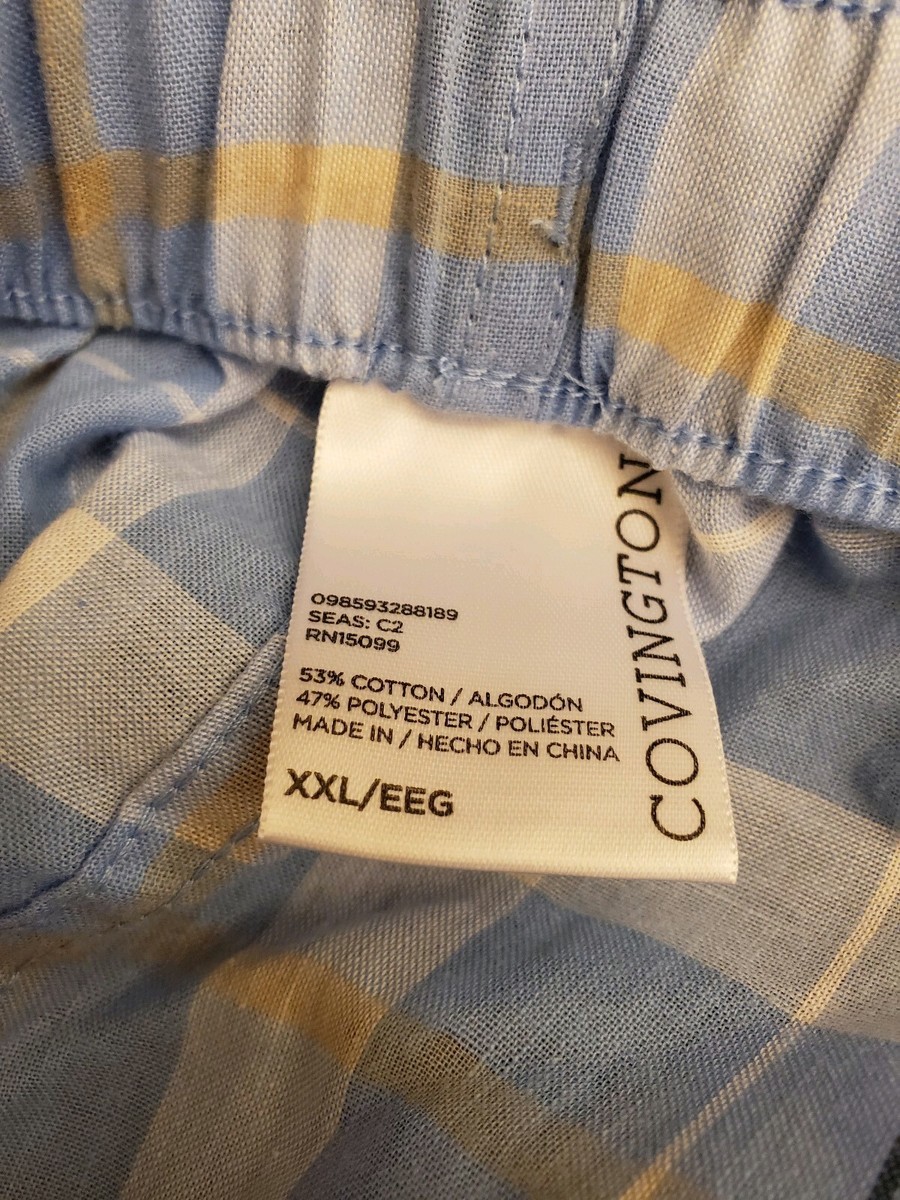 098593288189
SEAS: C2
RN15099
53% COTTON / ALGODÓN
47% POLYESTER / POLIÉSTER
MADE IN / HECHO EN CHINA
XXL/EEG
COVINGTON